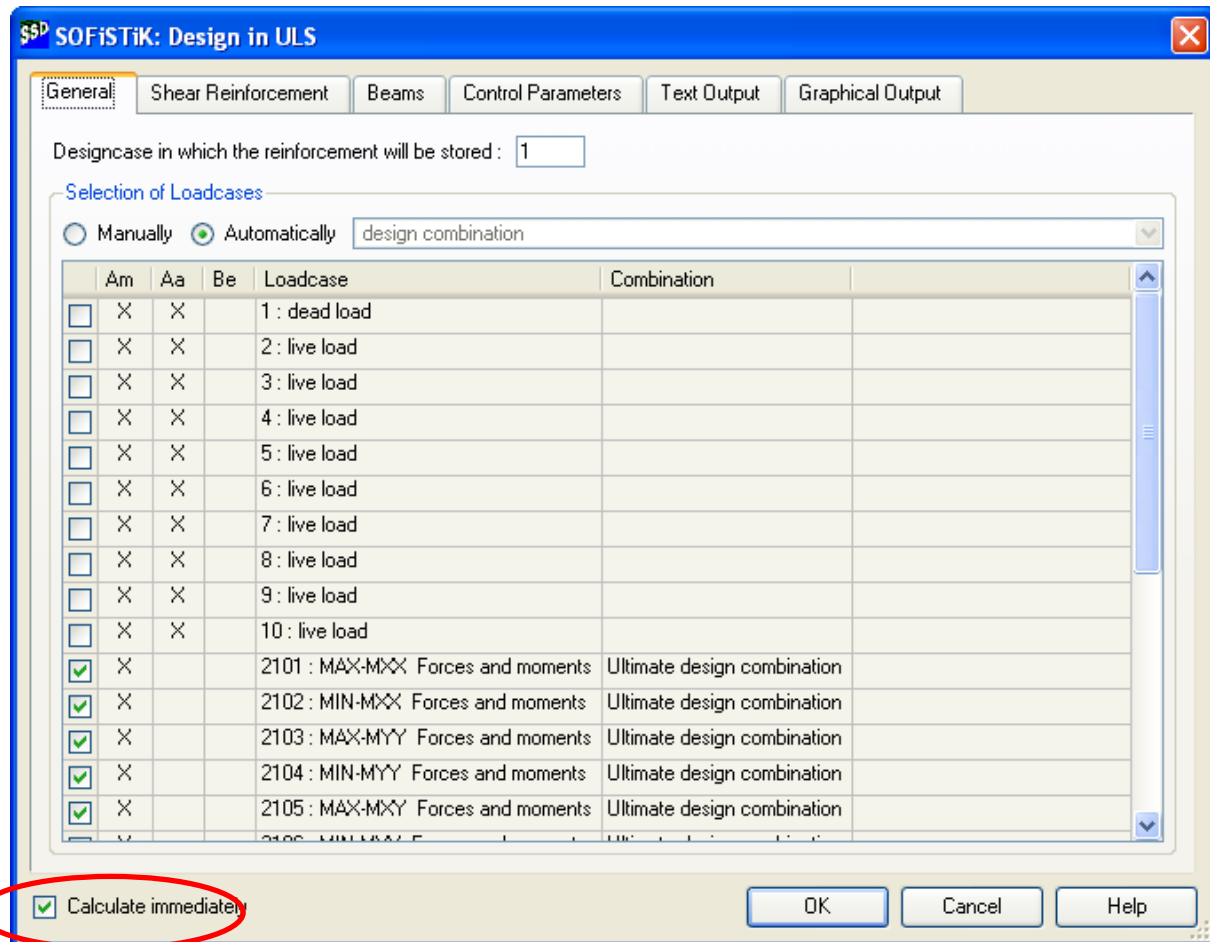 SSD SOFiSTiK: Design in ULS
General Shear Reinforcement Beams Control Parameters Text Output Graphical Output
Designcase in which the reinforcement will be stored : 1
Selection of Loadcases
Manually Automatically design combination
Am Aa Be Loadcase Combination
X X 1 : dead load
X X 2 : live load
X X 3 : live load
X X 4 : live load
X X 5 : live load
X X 6 : live load
X X 7 : live load
X X 8 : live load
X X 9 : live load
X X 10 : live load
X 2101 : MAX-MXX Forces and moments Ultimate design combination
X 2102 : MIN-MXX Forces and moments Ultimate design combination
X 2103 : MAX-MYY Forces and moments Ultimate design combination
X 2104 : MIN-MYY Forces and moments Ultimate design combination
X 2105 : MAX-MXY Forces and moments Ultimate design combination
Calculate immediately OK Cancel Help